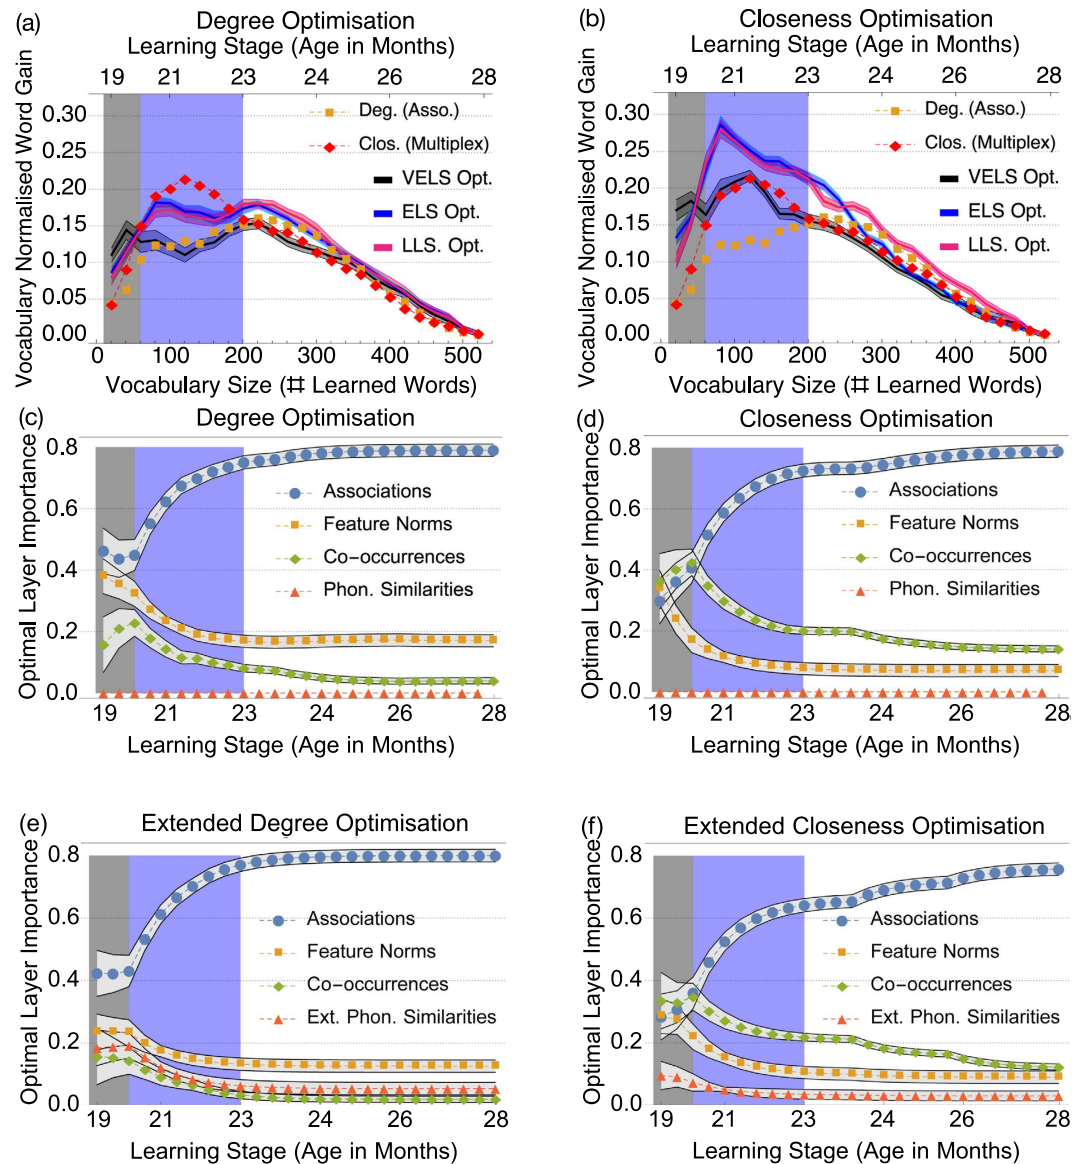 (a)
Degree Optimisation
Learning Stage (Age in Months)
19 21 23 24 26 28
Vocabulary Normalised Word Gain
0.30
0.25
0.20
0.15
0.10
0.05
0.00
Deg. (Asso.)
Clos. (Multiplex)
VELS Opt.
ELS Opt.
LLS. Opt.
0 100 200 300 400 500
Vocabulary Size (# Learned Words)
(b)
Closeness Optimisation
Learning Stage (Age in Months)
19 21 23 24 26 28
Vocabulary Normalised Word Gain
0.30
0.25
0.20
0.15
0.10
0.05
0.00
Deg. (Asso.)
Clos. (Multiplex)
VELS Opt.
ELS Opt.
LLS. Opt.
0 100 200 300 400 500
Vocabulary Size (# Learned Words)
(c)
Degree Optimisation
Optimal Layer Importance
0.8
0.6
0.4
0.2
0.0
Associations
Feature Norms
Co-occurrences
Phon. Similarities
19 21 23 24 26 28
Learning Stage (Age in Months)
(d)
Closeness Optimisation
Optimal Layer Importance
0.8
0.6
0.4
0.2
0.0
Associations
Feature Norms
Co-occurrences
Phon. Similarities
19 21 23 24 26 28
Learning Stage (Age in Months)
(e)
Extended Degree Optimisation
Optimal Layer Importance
0.8
0.6
0.4
0.2
0.0
Associations
Feature Norms
Co-occurrences
Ext. Phon. Similarities
19 21 23 24 26 28
Learning Stage (Age in Months)
(f)
Extended Closeness Optimisation
Optimal Layer Importance
0.8
0.6
0.4
0.2
0.0
Associations
Feature Norms
Co-occurrences
Ext. Phon. Similarities
19 21 23 24 26 28
Learning Stage (Age in Months)